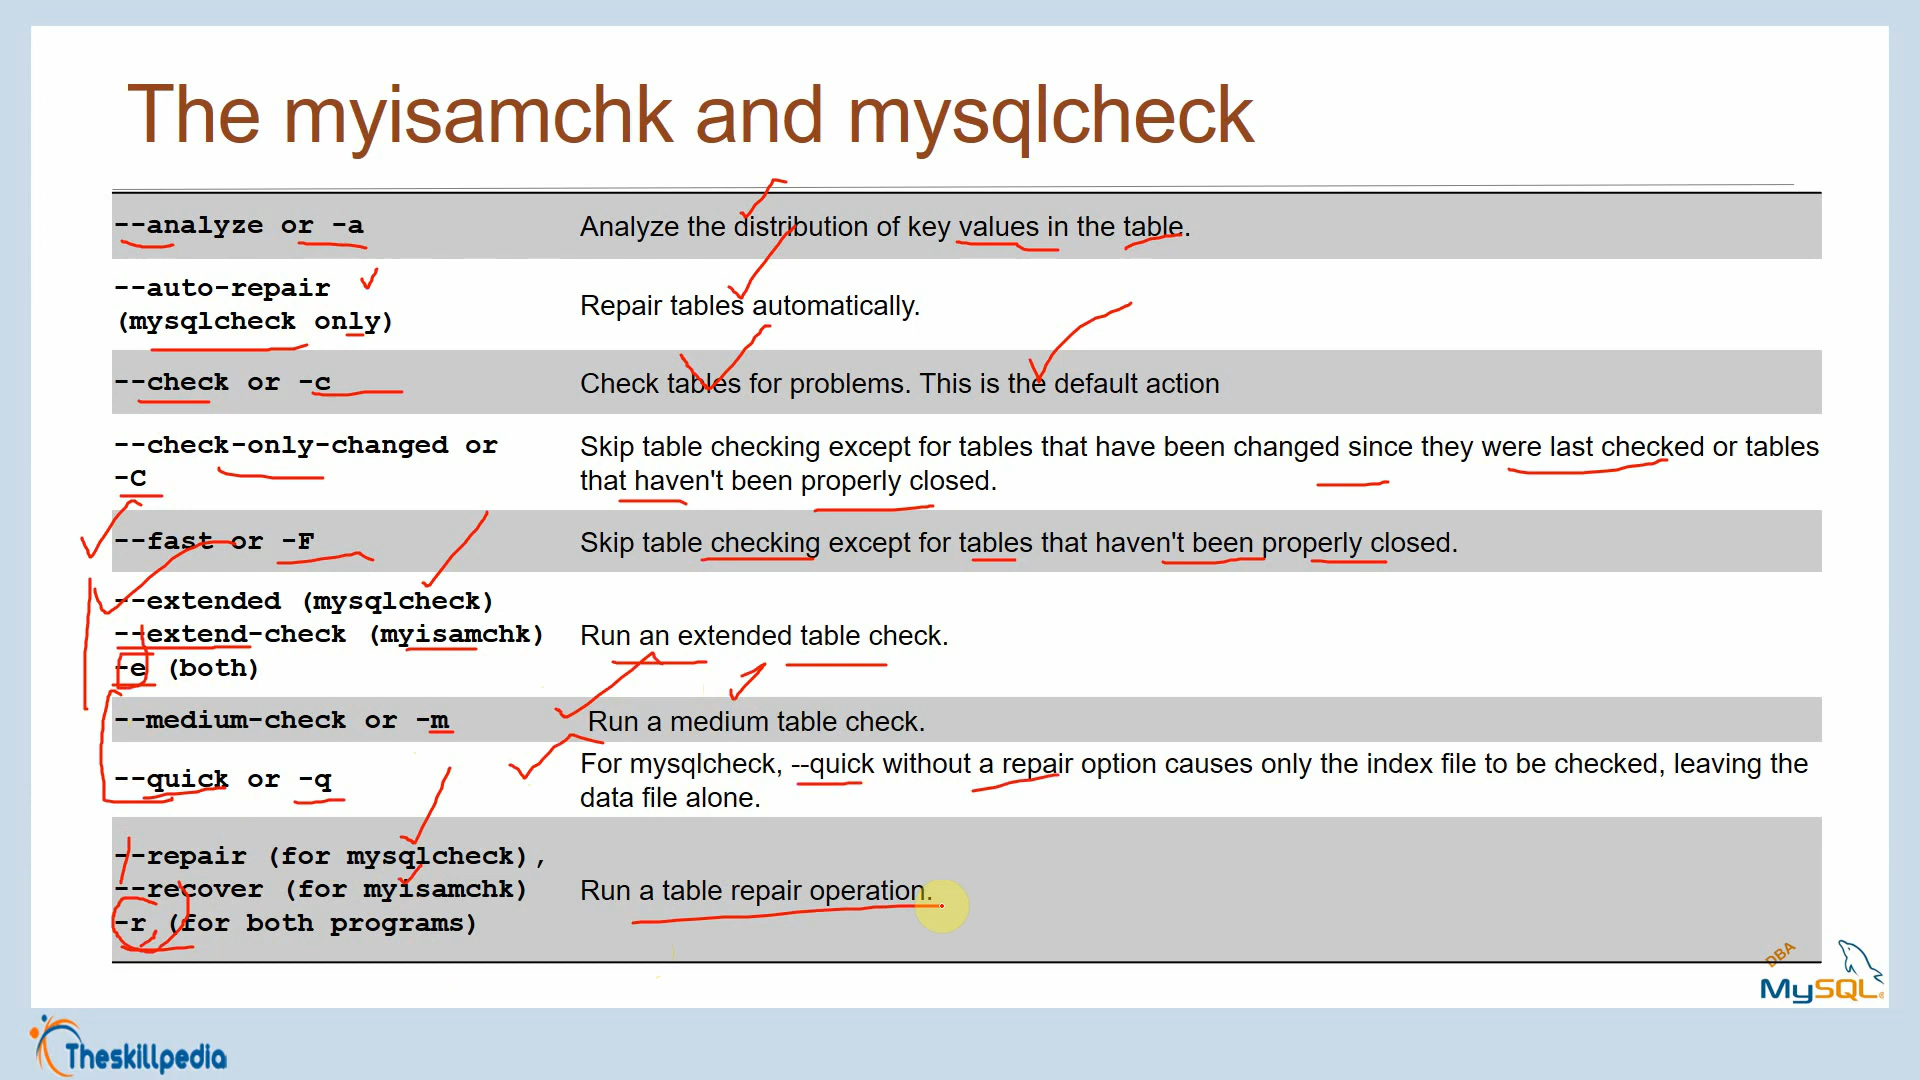 The myisamchk and mysqlcheck
--analyze or -a
Analyze the distribution of key values in the table.
--auto-repair
(mysqlcheck only)
Repair tables automatically.
--check or -c
Check tables for problems. This is the default action
--check-only-changed or
-C
Skip table checking except for tables that have been changed since they were last checked or tables
that haven't been properly closed.
--fast or -F
Skip table checking except for tables that haven't been properly closed.
--extended (mysqlcheck)
--extend-check (myisamchk)
-e (both)
Run an extended table check.
--medium-check or -m
Run a medium table check.
--quick or -q
For mysqlcheck, --quick without a repair option causes only the index file to be checked, leaving the
data file alone.
--repair (for mysqlcheck),
--recover (for myisamchk)
-r (for both programs)
Run a table repair operation.
DBA
MySQL®
Theskillpedia